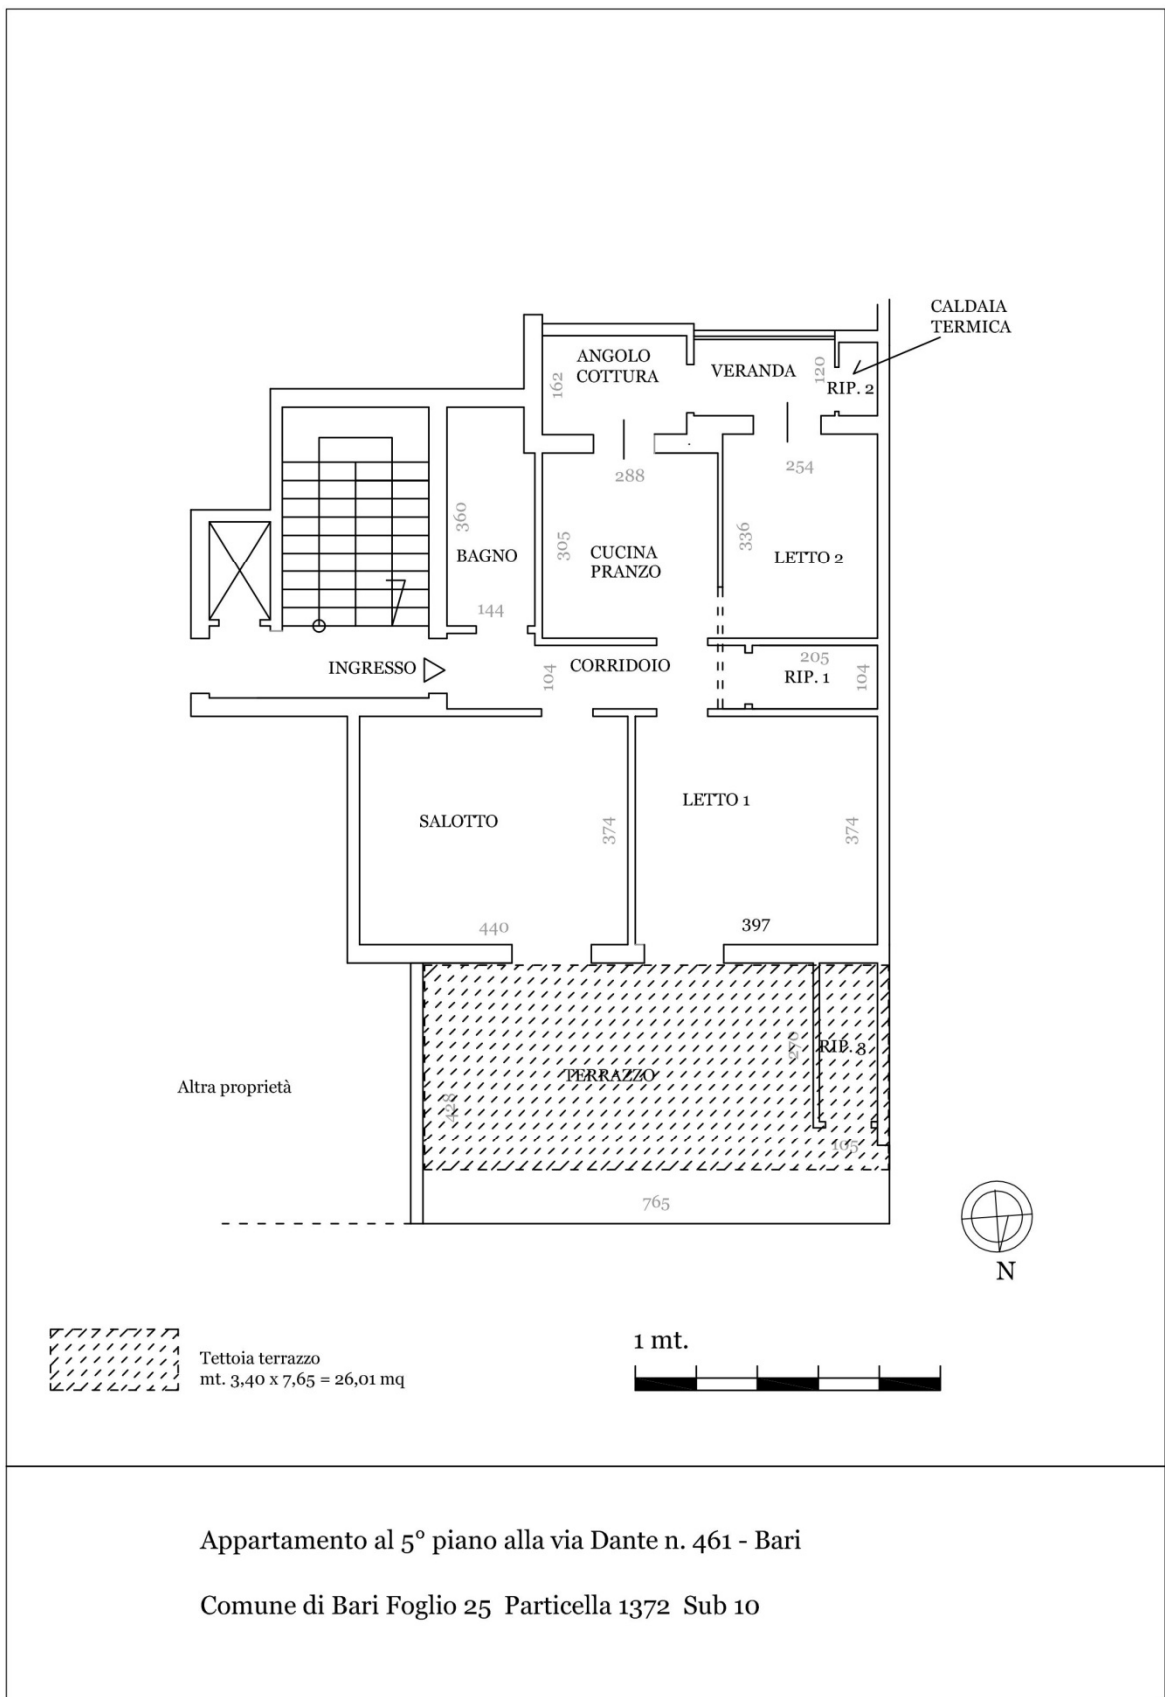 CALDAIA
TERMICA
ANGOLO
COTTURA
VERANDA
120
162
RIP. 2
288
254
360
305
336
BAGNO
CUCINA
PRANZO
LETTO 2
144
INGRESSO
104
CORRIDOIO
205
RIP. 1
104
LETTO 1
SALOTTO
374
374
440
397
270
RIP. 3
TERRAZZO
Altra proprietà
428
105
765
N
1 mt.
Tettoia terrazzo
mt. 3,40 x 7,65 = 26,01 mq
Appartamento al 5° piano alla via Dante n. 461 - Bari
Comune di Bari Foglio 25 Particella 1372 Sub 10